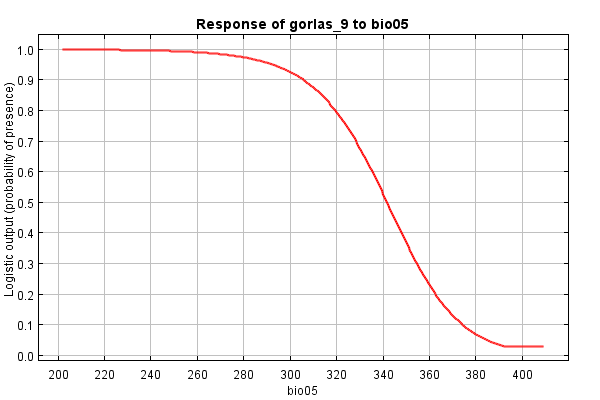 Response of gorlas_9 to bio05
Logistic output (probability of presence)
1.0
0.9
0.8
0.7
0.6
0.5
0.4
0.3
0.2
0.1
0.0
200 220 240 260 280 300 320 340 360 380 400
bio05